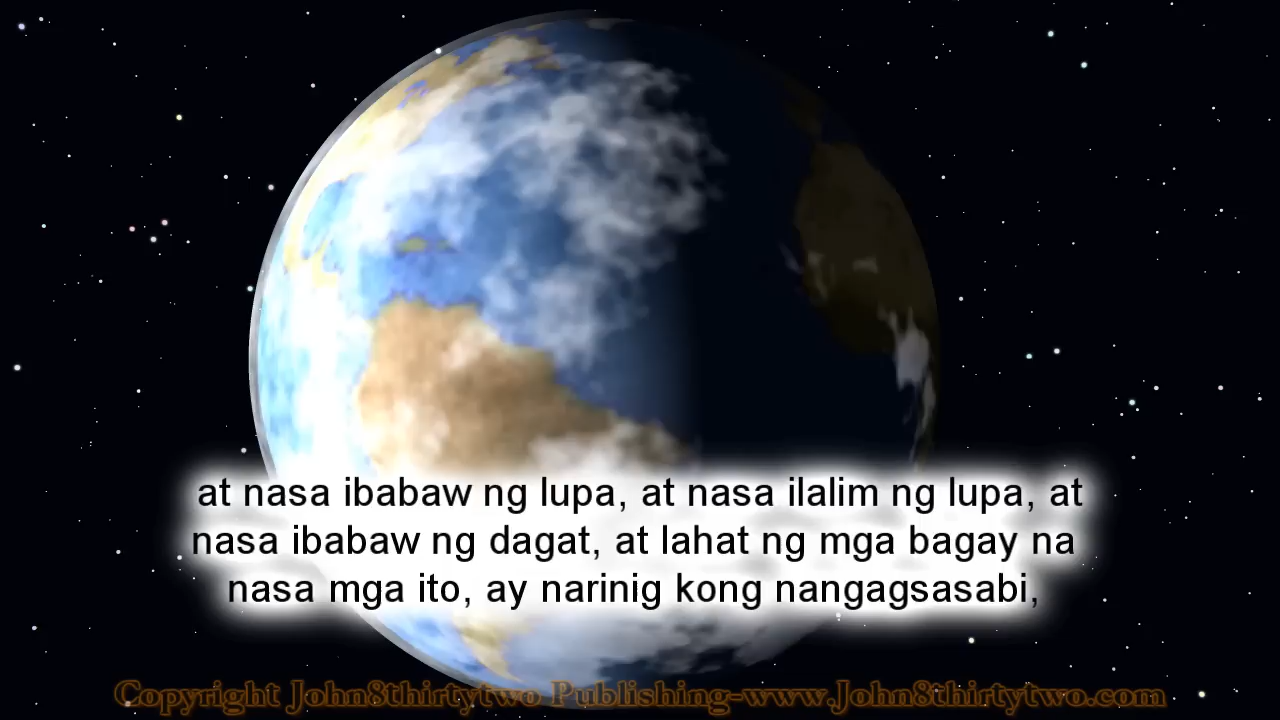 at nasa ibabaw ng lupa, at nasa ilalim ng lupa, at
nasa ibabaw ng dagat, at lahat ng mga bagay na
nasa mga ito, ay narinig kong nangagsasabi,
Copyright John8thirtytwo Publishing-www.John8thirtytwo.com